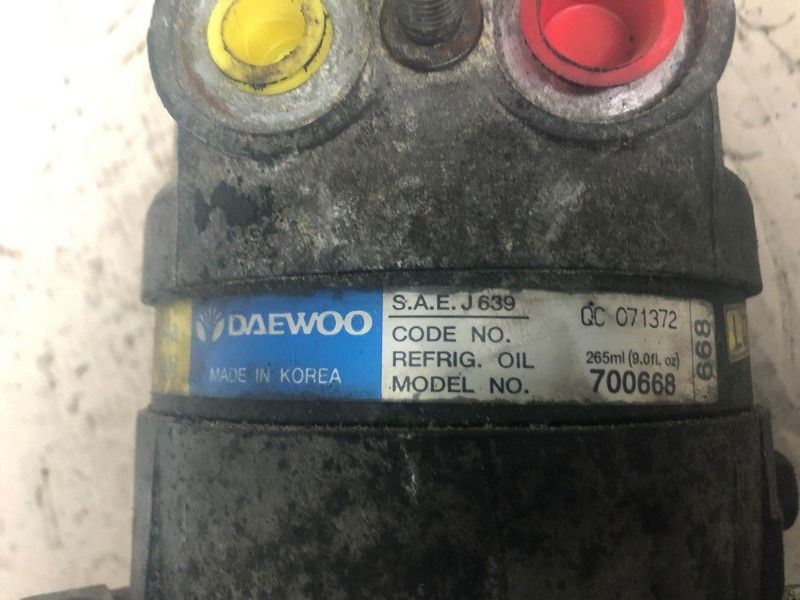 DAEWOO
MADE IN KOREA
S.A.E. J 639
QC 071372
CODE NO.
REFRIG. OIL 265ml (9.0fl. oz)
MODEL NO. 700668
668